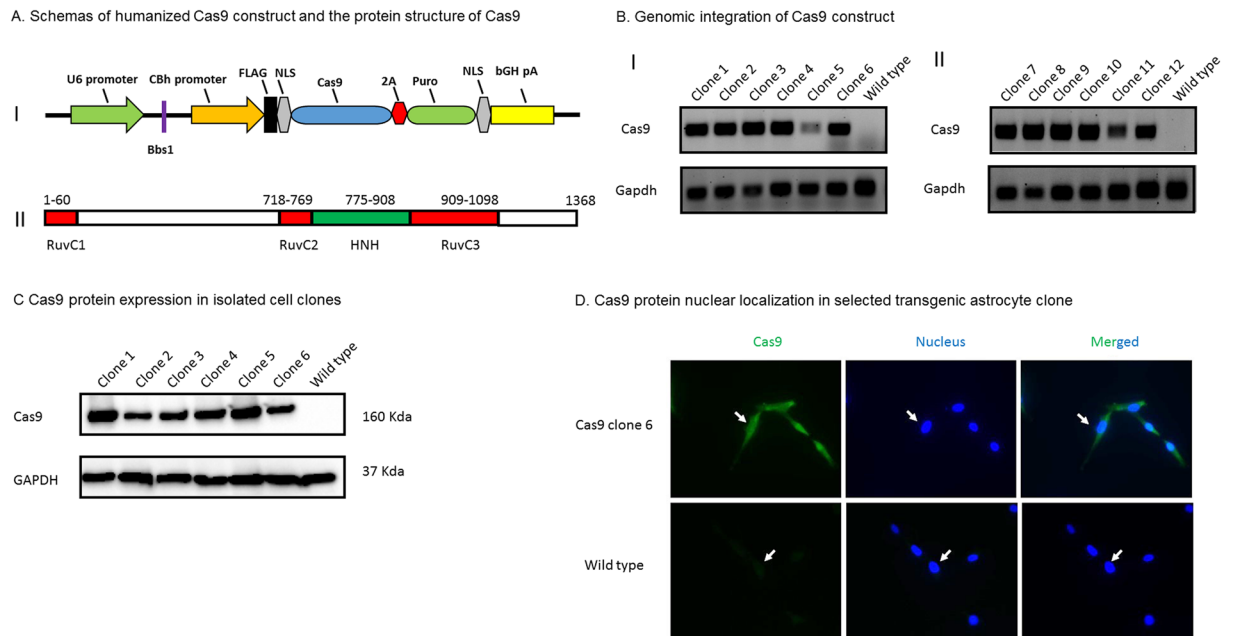 A. Schemas of humanized Cas9 construct and the protein structure of Cas9
I
U6 promoter CBh promoter FLAG NLS Cas9 2A Puro NLS bGH pA
Bbs1
II
1-60 718-769 775-908 909-1098 1368
RuvC1 RuvC2 HNH RuvC3
B. Genomic integration of Cas9 construct
I
Clone 1 Clone 2 Clone 3 Clone 4 Clone 5 Clone 6 Wild type
Cas9
Gapdh
II
Clone 7 Clone 8 Clone 9 Clone 10 Clone 11 Clone 12 Wild type
Cas9
Gapdh
C Cas9 protein expression in isolated cell clones
Clone 1 Clone 2 Clone 3 Clone 4 Clone 5 Clone 6 Wild type
Cas9 160 Kda
GAPDH 37 Kda
D. Cas9 protein nuclear localization in selected transgenic astrocyte clone
Cas9 Nucleus Merged
Cas9 clone 6
Wild type